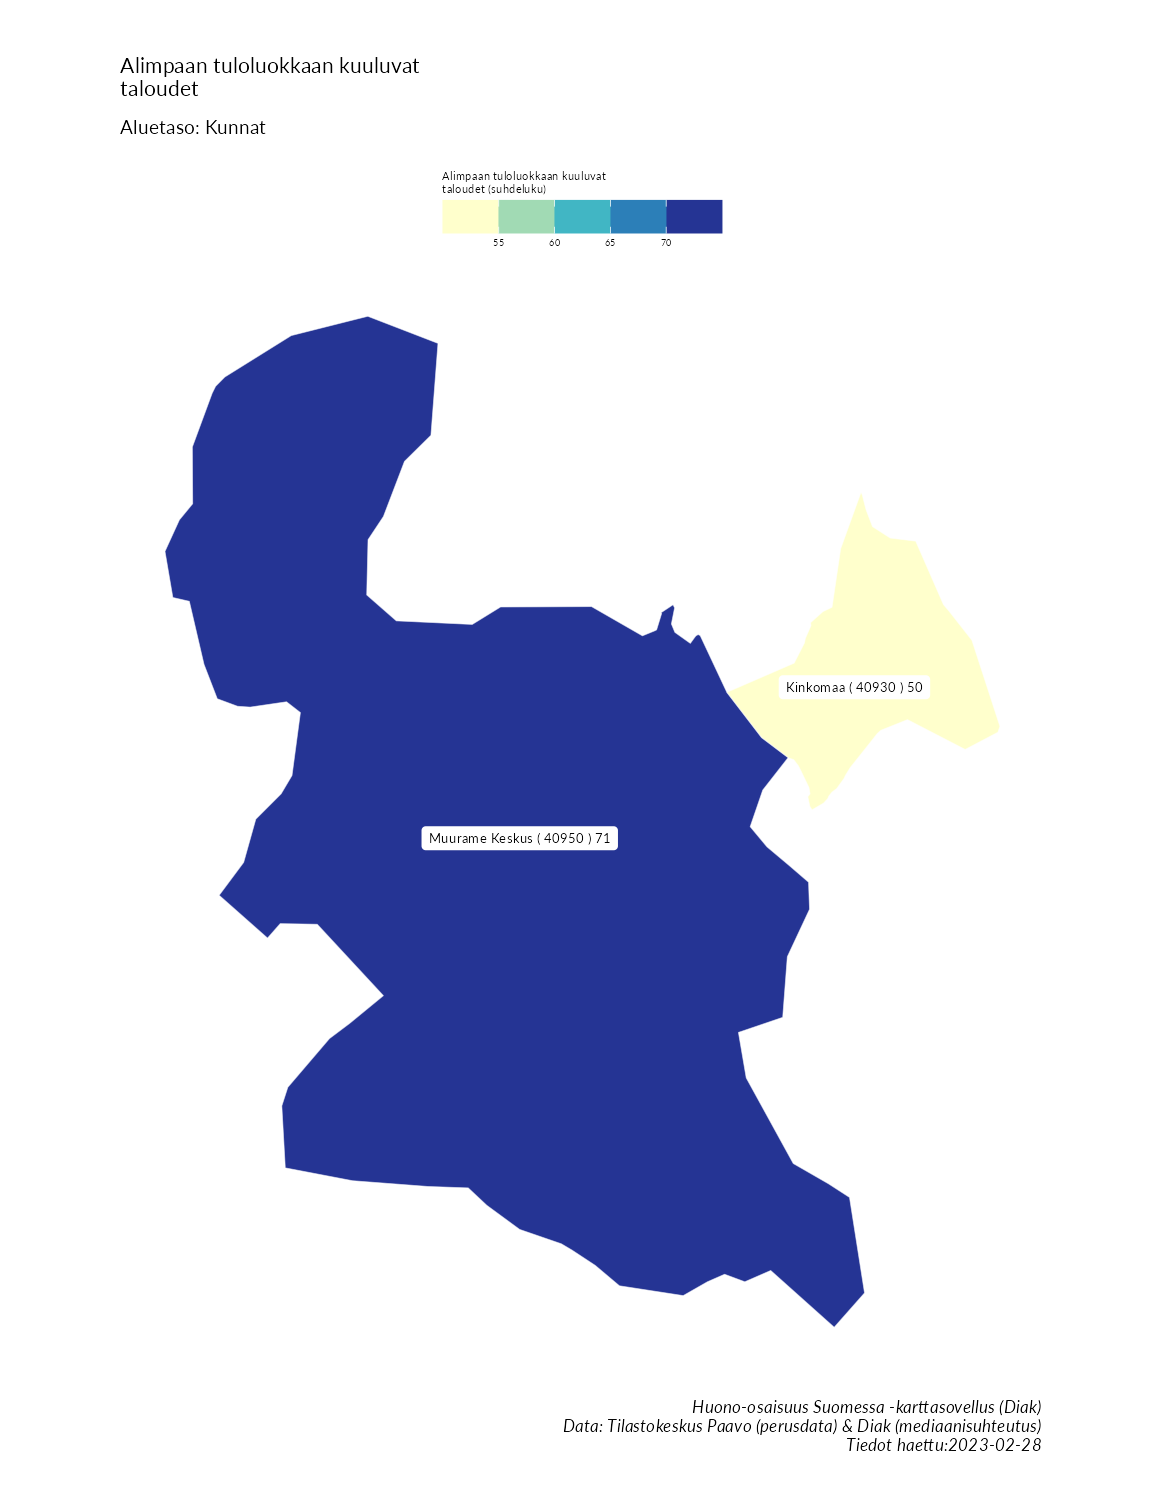 Alimpaan tuloluokkaan kuuluvat
taloudet
Aluetaso: Kunnat
Alimpaan tuloluokkaan kuuluvat
taloudet (suhdeluku)
55 60 65 70
Kinkomaa ( 40930 ) 50
Muurame Keskus ( 40950 ) 71
Huono-osaisuus Suomessa -karttasovellus (Diak)
Data: Tilastokeskus Paavo (perusdata) & Diak (mediaanisuhteutus)
Tiedot haettu:2023-02-28